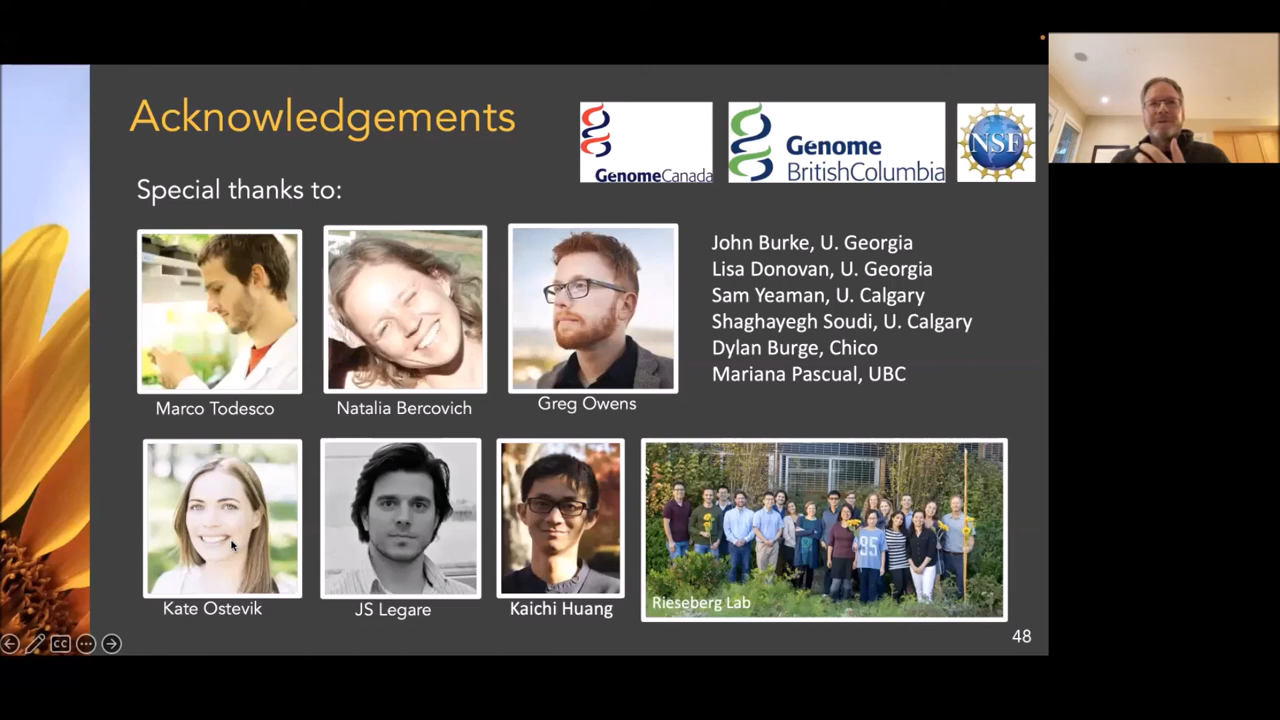 Acknowledgements
GenomeCanada
Genome
BritishColumbia
NSF
Special thanks to:
Marco Todesco
Natalia Bercovich
Greg Owens
John Burke, U. Georgia
Lisa Donovan, U. Georgia
Sam Yeaman, U. Calgary
Shaghayegh Soudi, U. Calgary
Dylan Burge, Chico
Mariana Pascual, UBC
Kate Ostevik
JS Legare
Kaichi Huang
95
Rieseberg Lab
CC
48